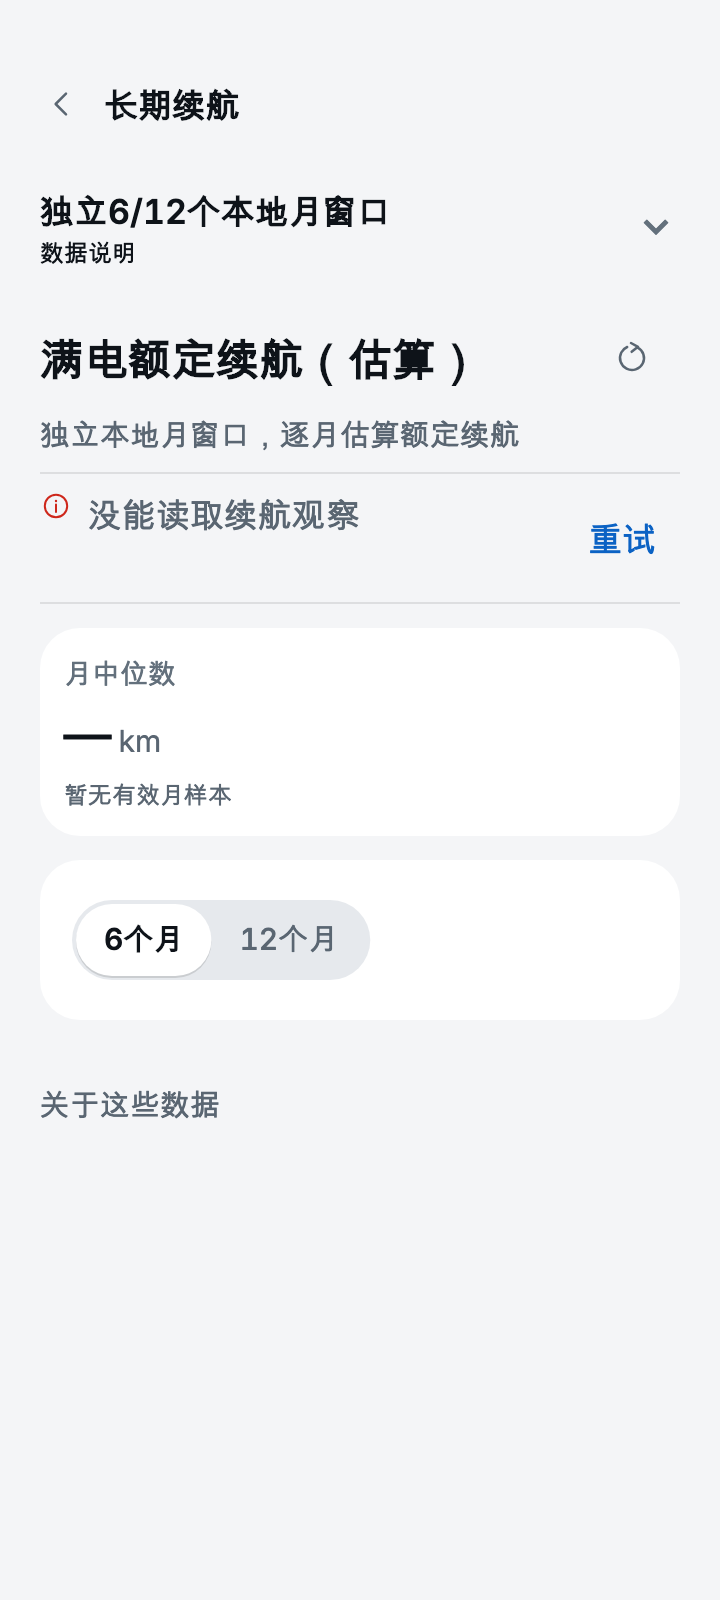 长期续航
独立6/12个本地月窗口
数据说明
满电额定续航（估算）
独立本地月窗口，逐月估算额定续航
没能读取续航观察
重试
月中位数
— km
暂无有效月样本
6个月 12个月
关于这些数据